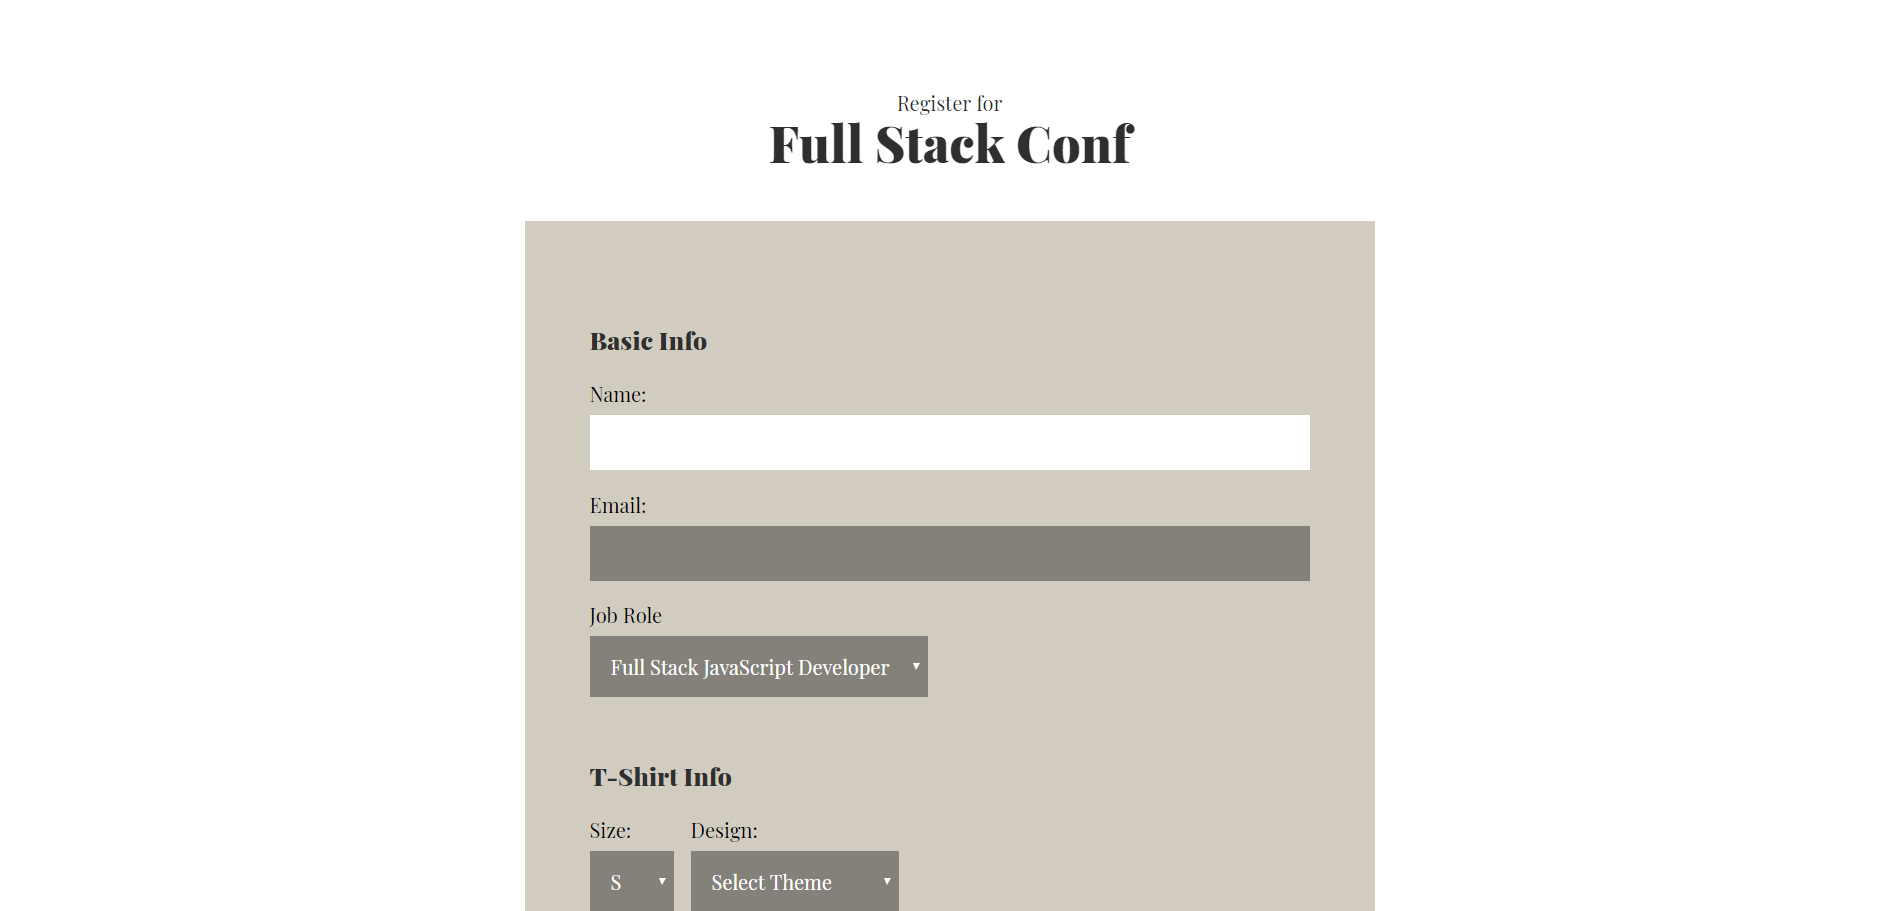 Register for
Full Stack Conf
Basic Info
Name:
Email:
Job Role
Full Stack JavaScript Developer
T-Shirt Info
Size: Design:
S Select Theme